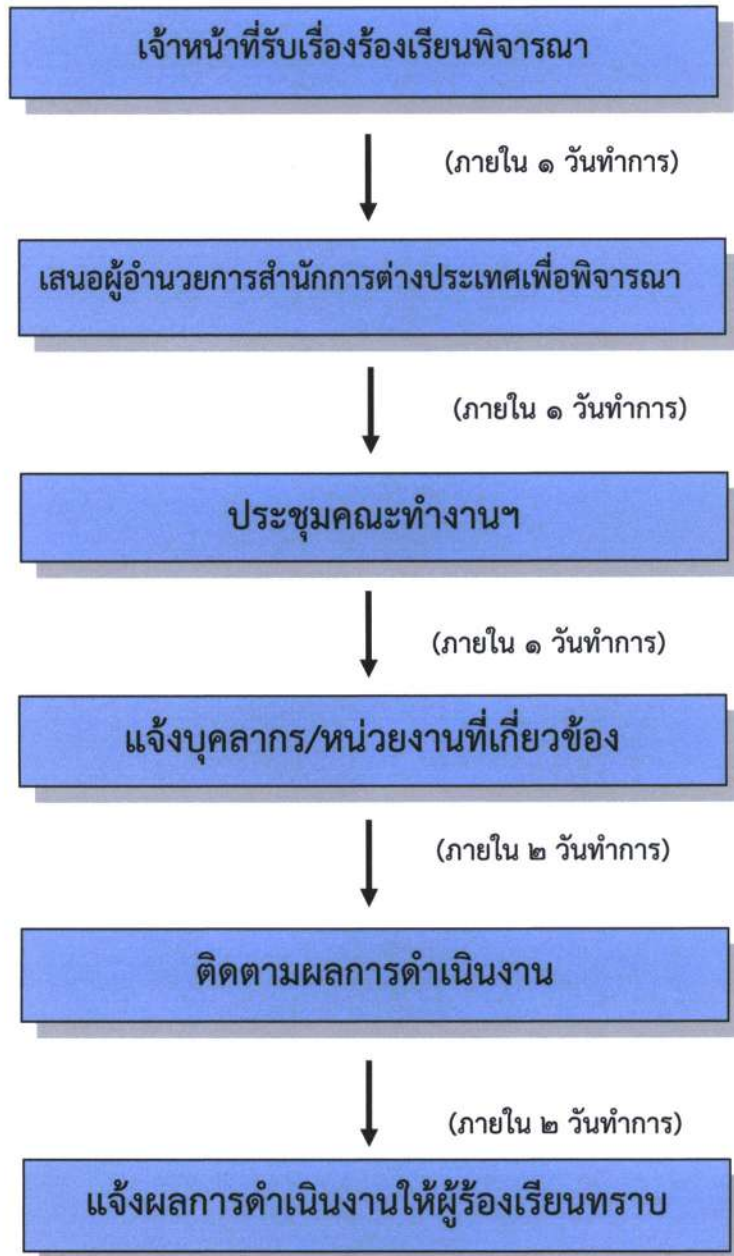 เจ้าหน้าที่รับเรื่องร้องเรียนพิจารณา
(ภายใน ๑ วันทำการ)
เสนอผู้อำนวยการสำนักการต่างประเทศเพื่อพิจารณา
(ภายใน ๑ วันทำการ)
ประชุมคณะทำงานฯ
(ภายใน ๑ วันทำการ)
แจ้งบุคลากร/หน่วยงานที่เกี่ยวข้อง
(ภายใน ๒ วันทำการ)
ติดตามผลการดำเนินงาน
(ภายใน ๒ วันทำการ)
แจ้งผลการดำเนินงานให้ผู้ร้องเรียนทราบ